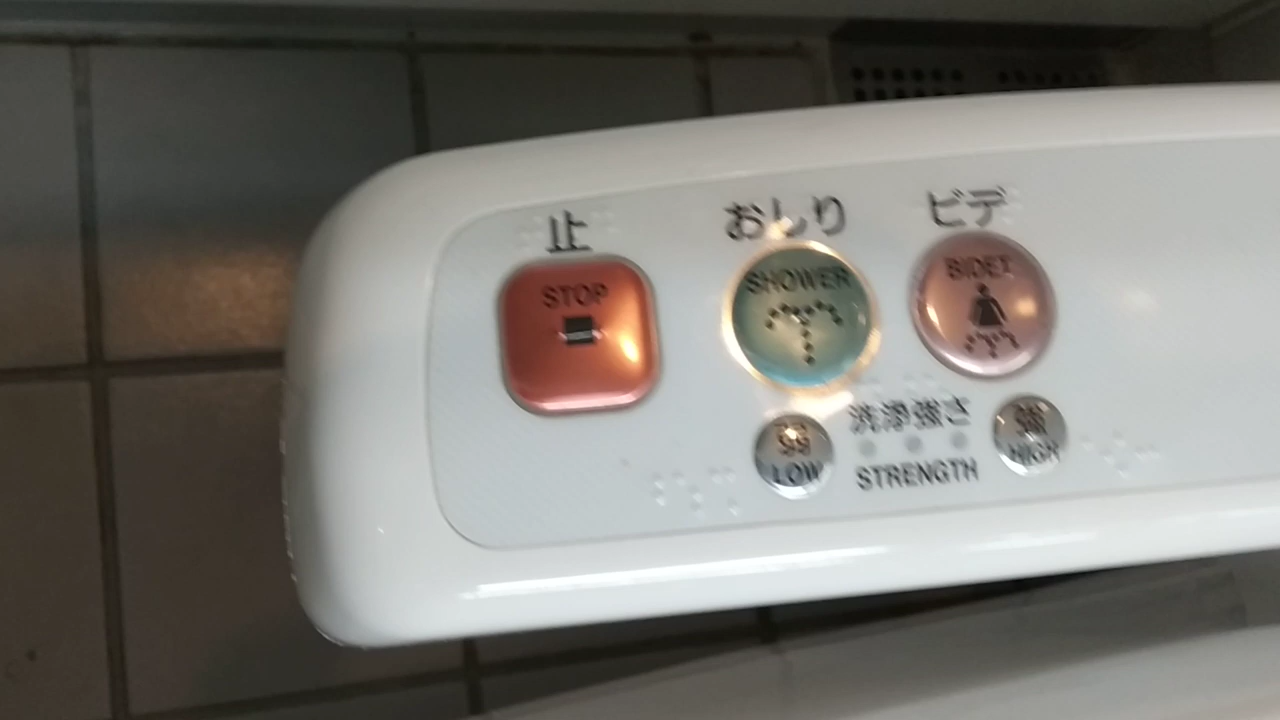 止
おしり
ビデ
STOP
SHOWER
BIDET
洗浄強さ
弱
LOW
強
HIGH
STRENGTH